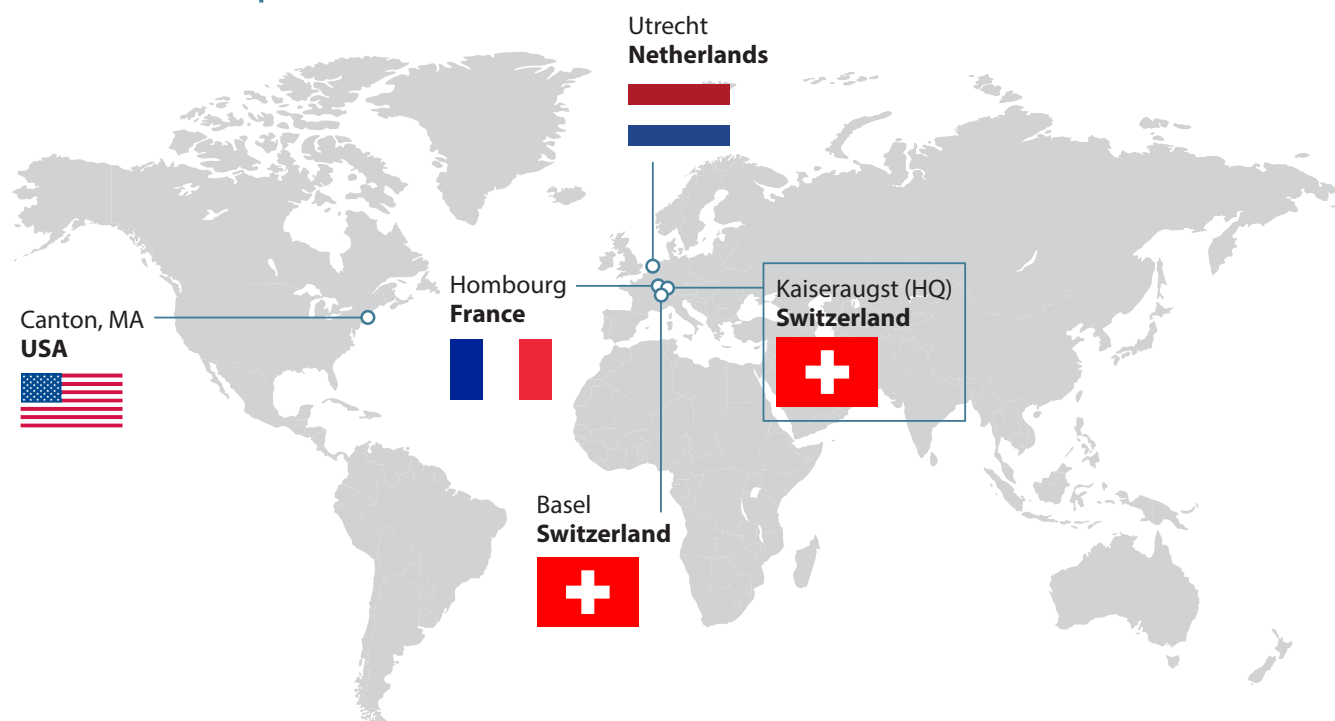 Utrecht
Netherlands
Hombourg
France
Kaiseraugst (HQ)
Switzerland
Canton, MA
USA
Basel
Switzerland